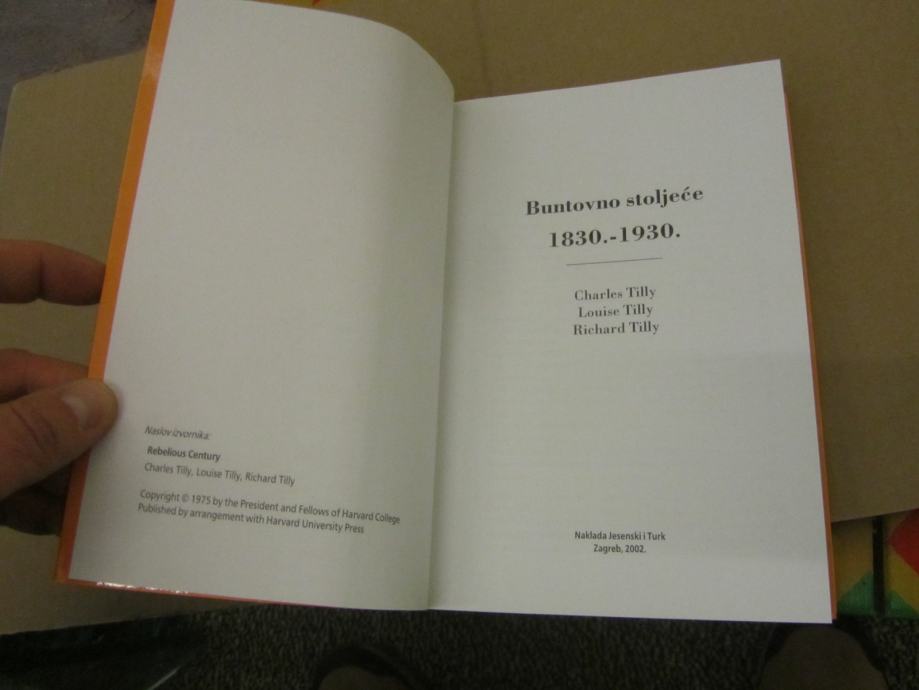 Naslov izvornika:
Rebelious Century
Charles Tilly, Louise Tilly, Richard Tilly
Copyright © 1975 by the President and Fellows of Harvard College
Published by arrangement with Harvard University Press
Buntovno stoljeće
1830.-1930.
Charles Tilly
Louise Tilly
Richard Tilly
Naklada Jesenski i Turk
Zagreb, 2002.